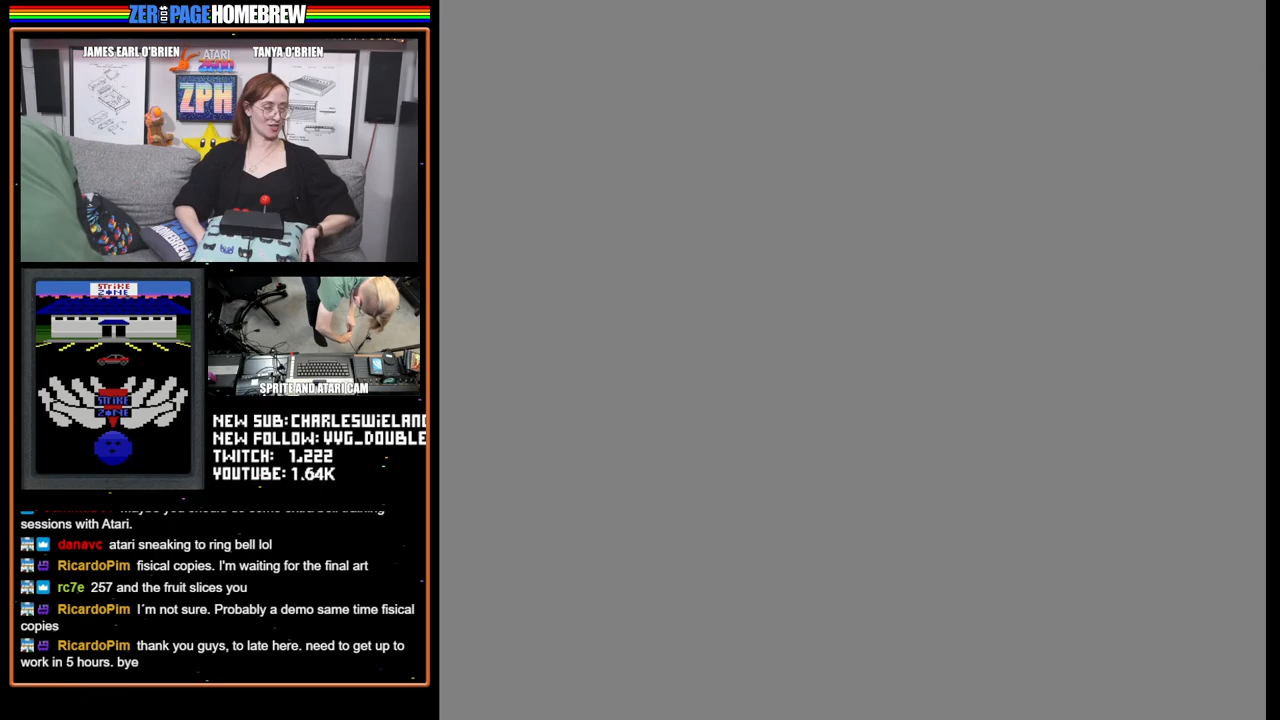 ZEROPAGE HOMEBREW
JAMES EARL O'BRIEN
TANYA O'BRIEN
ATARI
2600
ZPH
HOMEBREW
STRIKE
ZONE
STRIKE
ZONE
SPRITE AND ATARI CAM
NEW SUB: CHARLESWIELAND
NEW FOLLOW: VVG_DOUBLE
TWITCH: 1,222
YOUTUBE: 1.64K
sessions with Atari.
danavc atari sneaking to ring bell lol
RicardoPim fisical copies. I'm waiting for the final art
rc7e 257 and the fruit slices you
RicardoPim I´m not sure. Probably a demo same time fisical
copies
RicardoPim thank you guys, to late here. need to get up to
work in 5 hours. bye